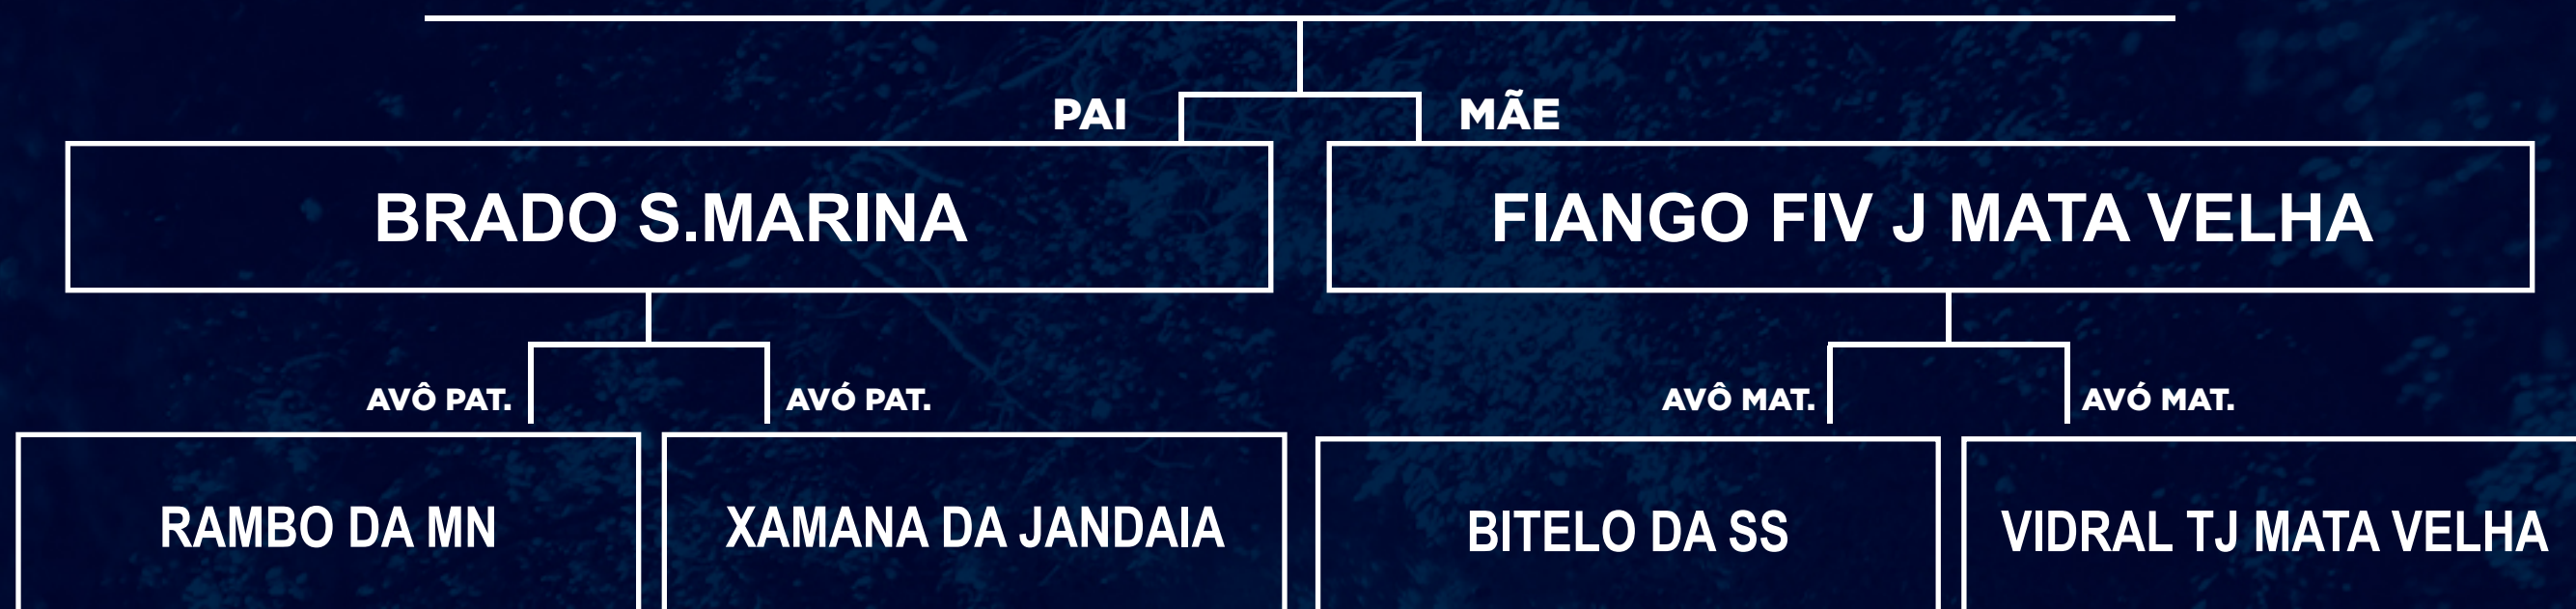 PAI
MÃE
BRADO S.MARINA
FIANGO FIV J MATA VELHA
AVÔ PAT.
AVÓ PAT.
AVÔ MAT.
AVÓ MAT.
RAMBO DA MN
XAMANA DA JANDAIA
BITELO DA SS
VIDRAL TJ MATA VELHA